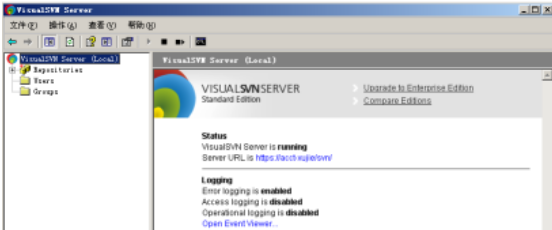 VisualSVN Server
文件(F) 操作(A) 查看(V) 帮助(H)
VisualSVN Server (Local)
Repositories
Users
Groups
VisualSVN Server (Local)
VISUALSVNSERVER
Standard Edition
Upgrade to Enterprise Edition
Compare Editions
Status
VisualSVN Server is running
Server URL is https://acct-xujie/svn/
Logging
Error logging is enabled
Access logging is disabled
Operational logging is disabled
Open Event Viewer...